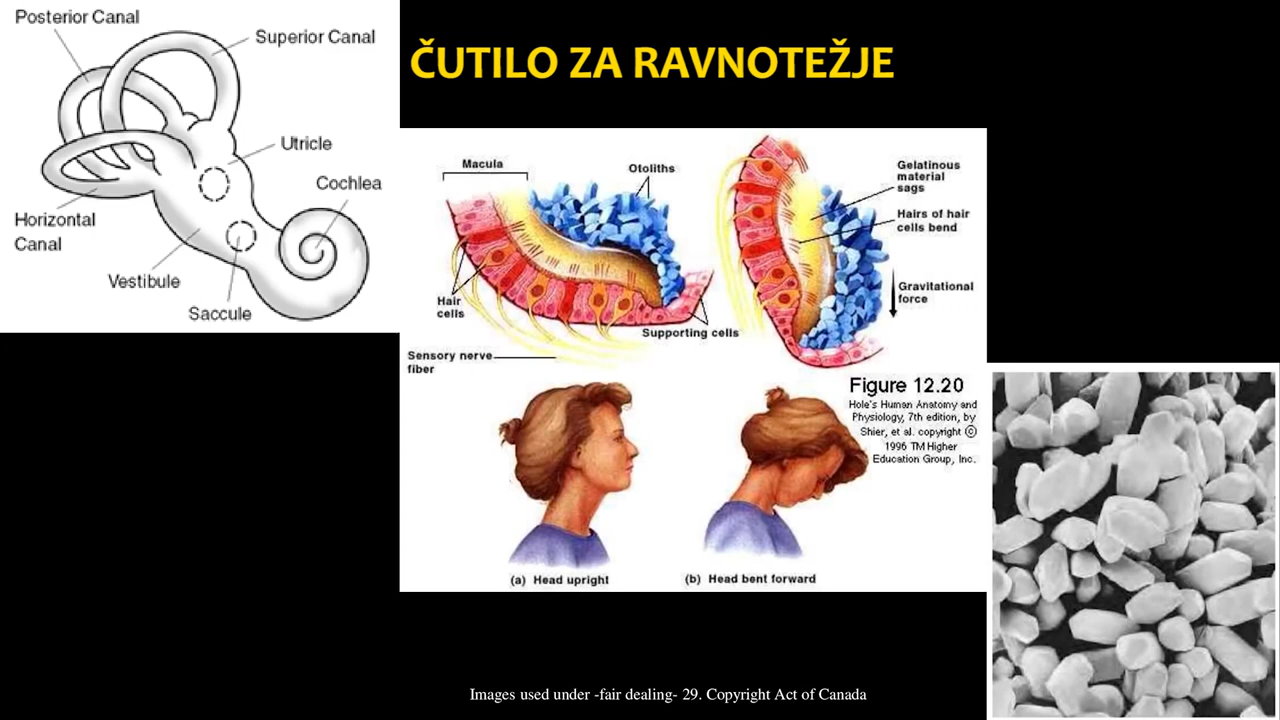 Posterior Canal
Superior Canal
Utricle
Cochlea
Horizontal
Canal
Vestibule
Saccule
ČUTILO ZA RAVNOTEŽJE
Macula
Otoliths
Hair
cells
Supporting cells
Sensory nerve
fiber
Gelatinous
material
sags
Hairs of hair
cells bend
Gravitational
force
Figure 12.20
Hole's Human Anatomy and
Physiology, 7th edition, by
Shier, et al. copyright ©
1996 TM Higher
Education Group, Inc.
(a) Head upright
(b) Head bent forward
Images used under -fair dealing- 29. Copyright Act of Canada